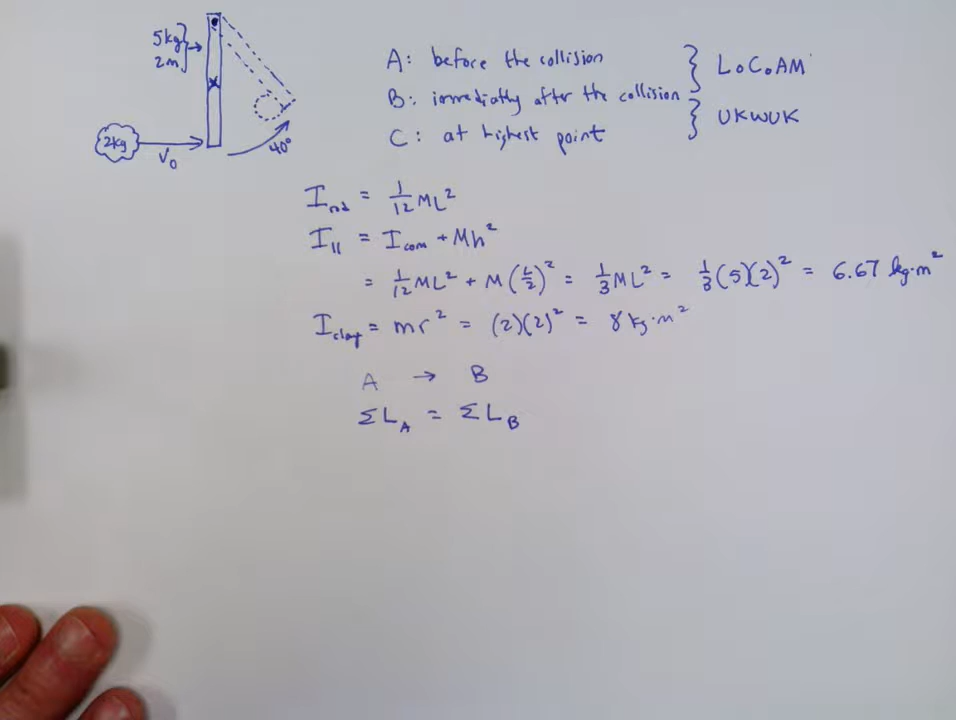 5kg
2m
2kg
V₀
40°
A: before the collision
B: immediatly after the collision
C: at highest point
LoCoAM
UKWUK
I_rod = 1/12 ML²
I_|| = I_com + Mh²
= 1/12 ML² + M(L/2)² = 1/3 ML² = 1/3 (5)(2)² = 6.67 kg·m²
I_clay = mr² = (2)(2)² = 8 kg·m²
A → B
ΣL_A = ΣL_B